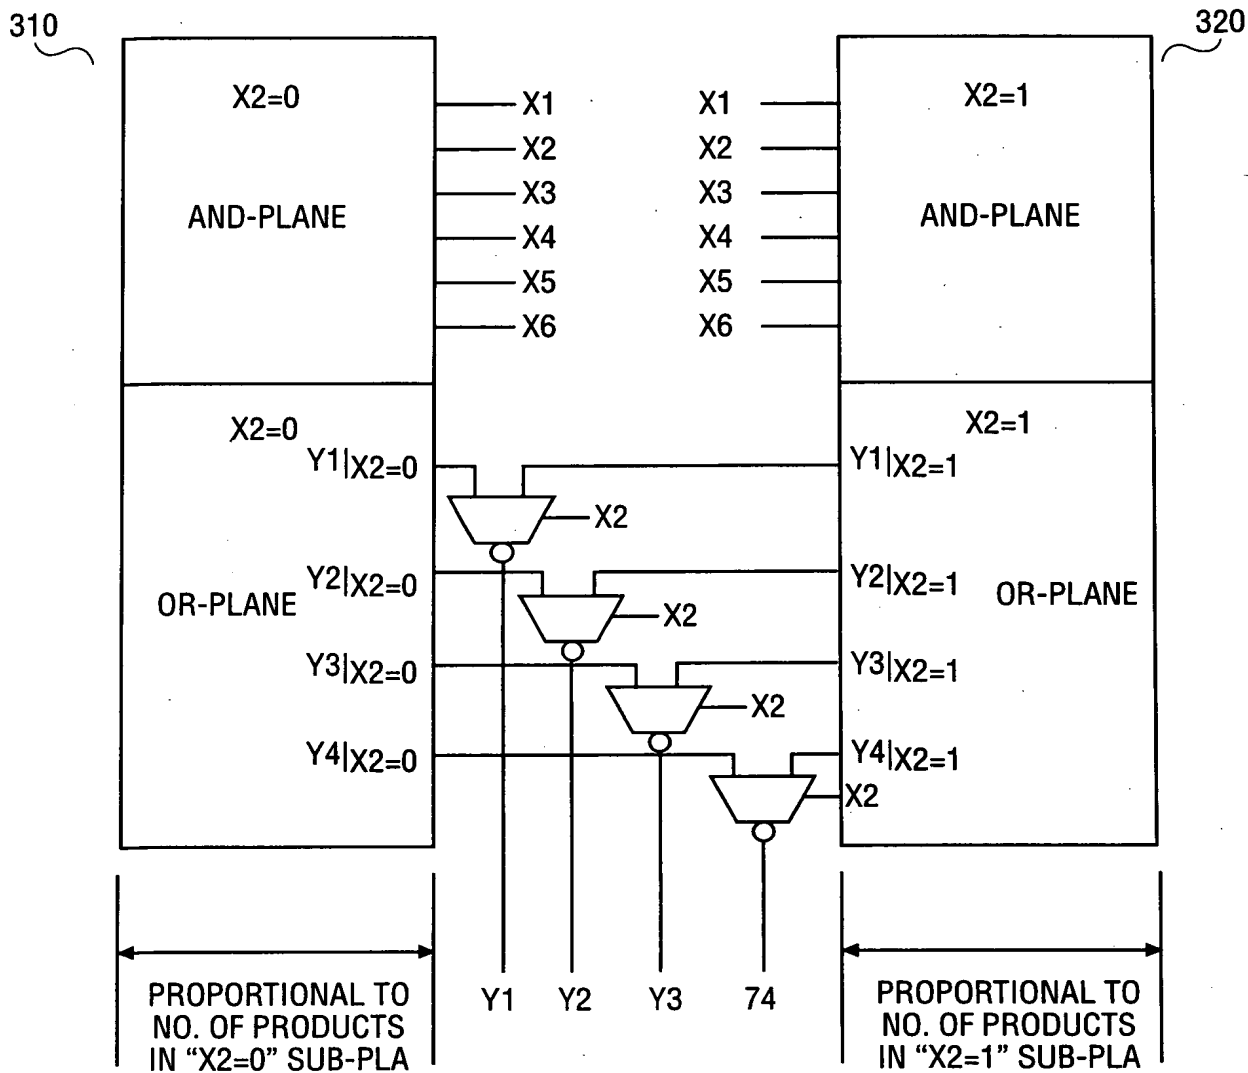 310
320
X2=0
X2=1
X1
X1
X2
X2
X3
X3
AND-PLANE
AND-PLANE
X4
X4
X5
X5
X6
X6
X2=0
X2=1
Y1|X2=0
Y1|X2=1
X2
Y2|X2=0
Y2|X2=1
OR-PLANE
OR-PLANE
X2
Y3|X2=0
Y3|X2=1
X2
Y4|X2=0
Y4|X2=1
X2
Y1
Y2
Y3
74
PROPORTIONAL TO
NO. OF PRODUCTS
IN “X2=0” SUB-PLA
PROPORTIONAL TO
NO. OF PRODUCTS
IN “X2=1” SUB-PLA